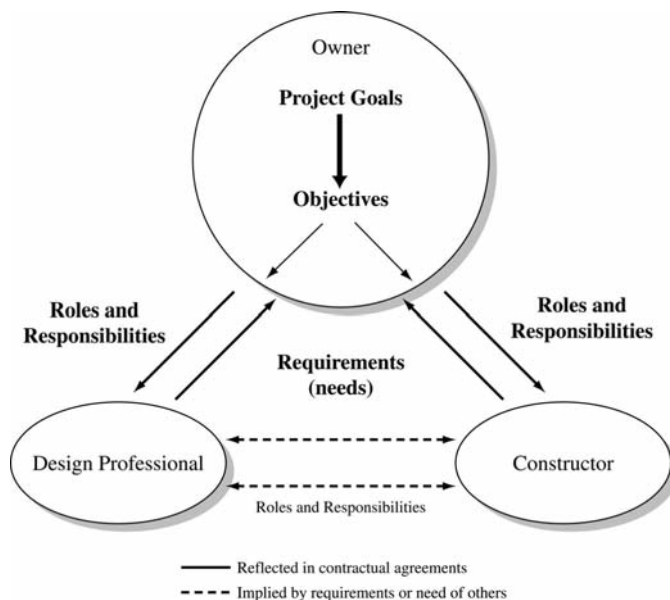 Owner
Project Goals
Objectives
Roles and
Responsibilities
Roles and
Responsibilities
Requirements
(needs)
Design Professional
Constructor
Roles and Responsibilities
Reflected in contractual agreements
Implied by requirements or need of others